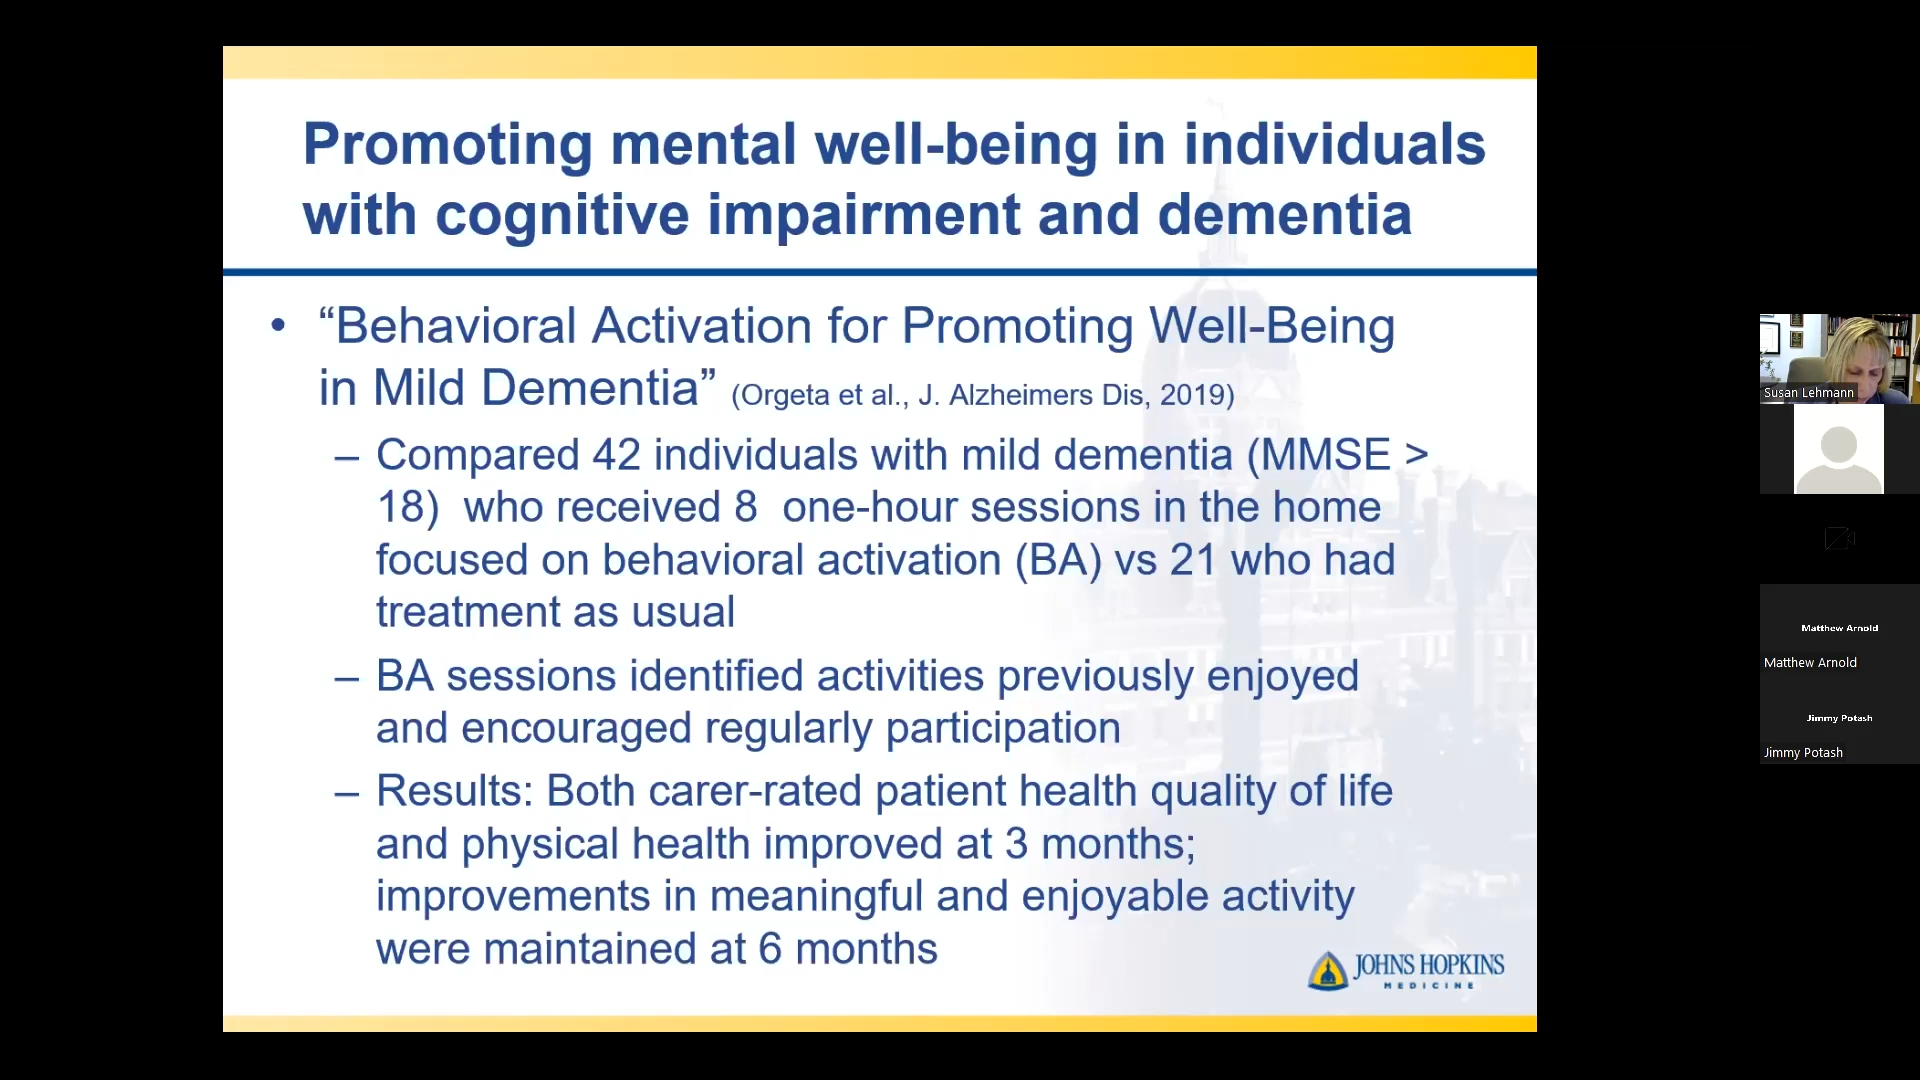 Promoting mental well-being in individuals
with cognitive impairment and dementia
• “Behavioral Activation for Promoting Well-Being
in Mild Dementia” (Orgeta et al., J. Alzheimers Dis, 2019)
– Compared 42 individuals with mild dementia (MMSE >
18)  who received 8  one-hour sessions in the home
focused on behavioral activation (BA) vs 21 who had
treatment as usual
– BA sessions identified activities previously enjoyed
and encouraged regularly participation
– Results: Both carer-rated patient health quality of life
and physical health improved at 3 months;
improvements in meaningful and enjoyable activity
were maintained at 6 months
JOHNS HOPKINS
MEDICINE
Susan Lehmann
Matthew Arnold
Matthew Arnold
Jimmy Potash
Jimmy Potash